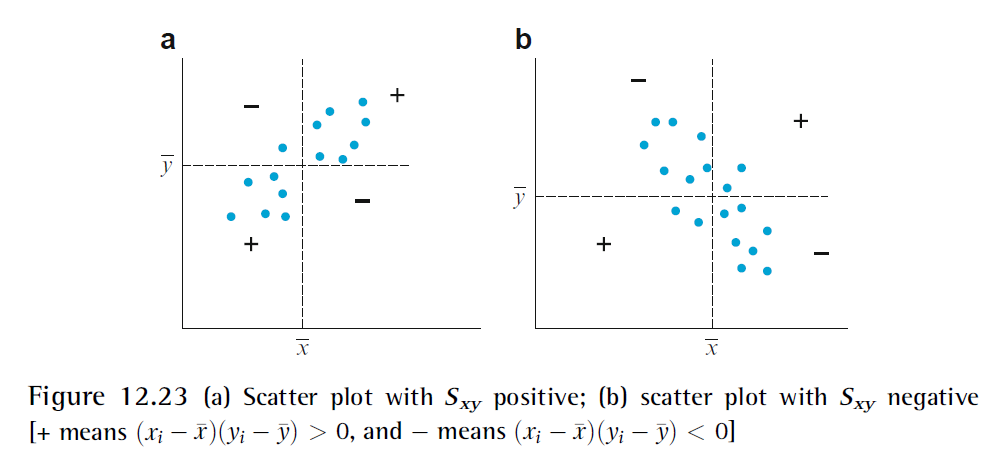 a
b
−
+
−
+
y̅
−
y̅
+
+
−
x̅
x̅
Figure 12.23 (a) Scatter plot with Sxy positive; (b) scatter plot with Sxy negative
[+ means (xi − x̅)(yi − y̅) > 0, and − means (xi − x̅)(yi − y̅) < 0]